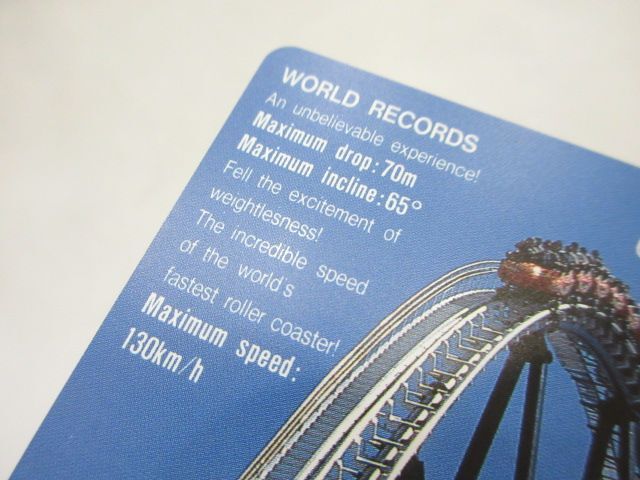 WORLD RECORDS
An unbelievable experience!
Maximum drop:70m
Maximum incline:65°
Fell the excitement of
weightlesness!
The incredible speed
of the world's
fastest roller coaster!
Maximum Speed:
130km/h